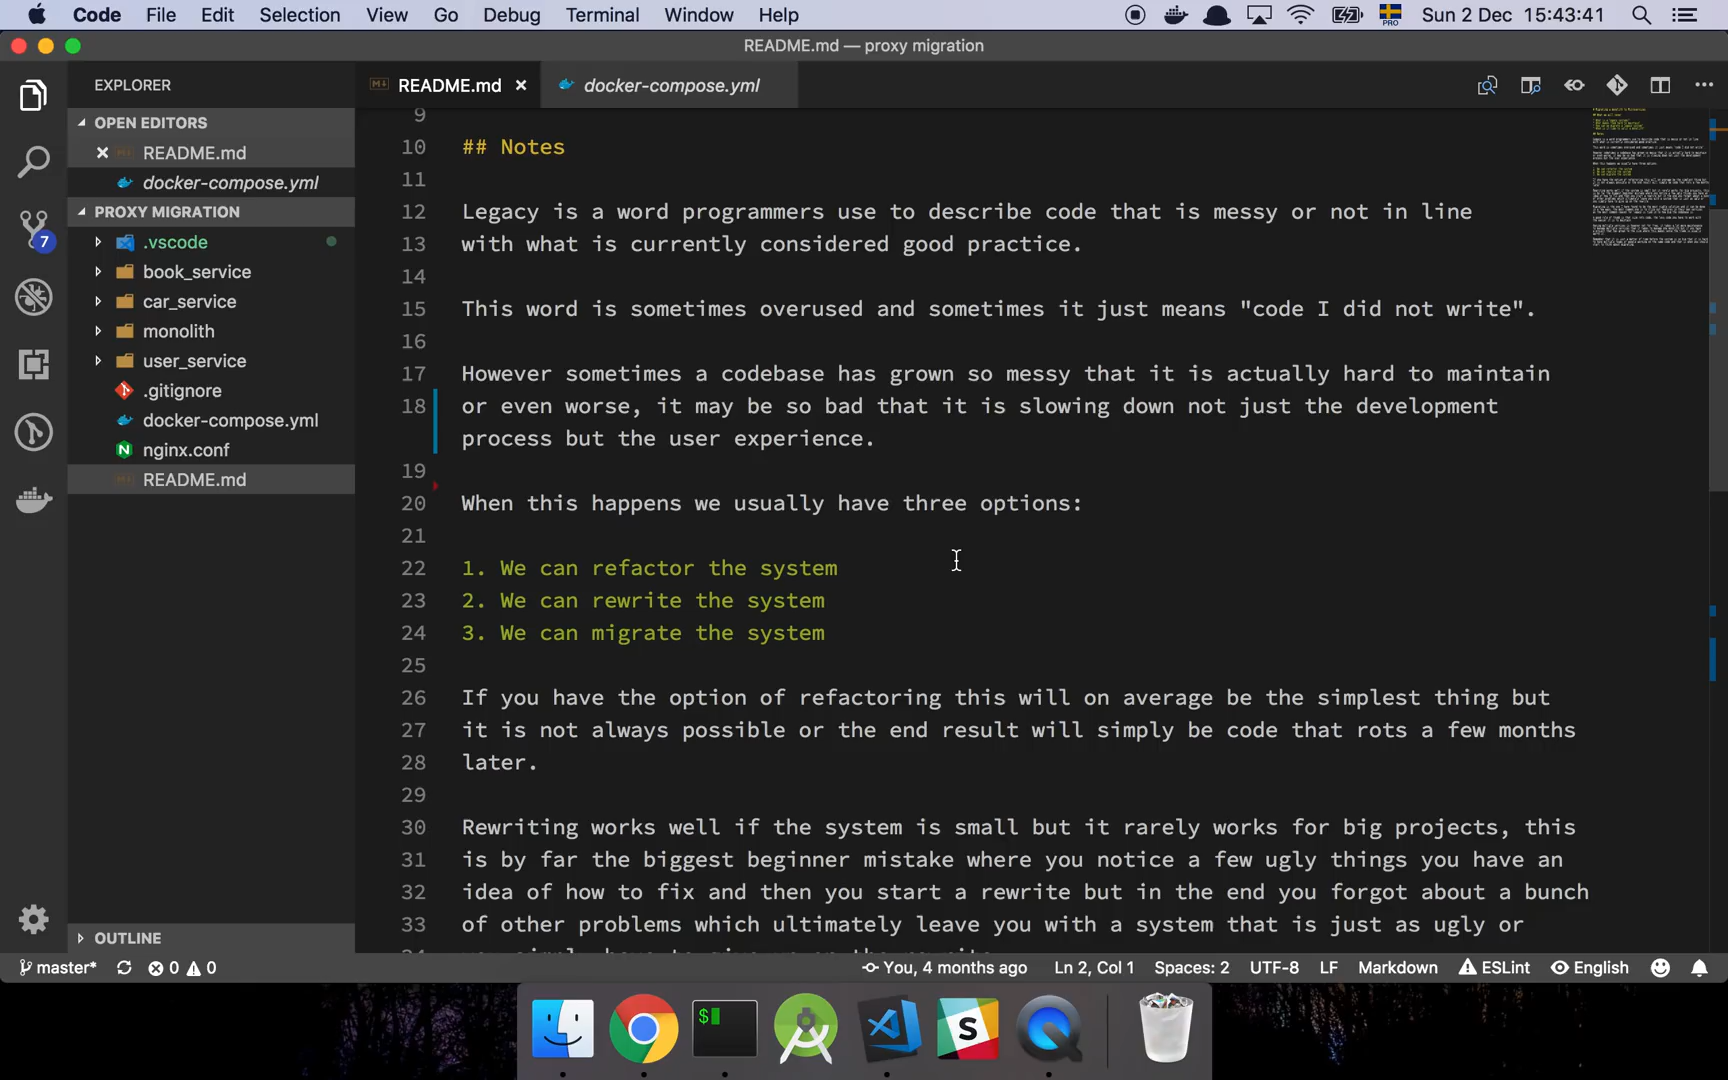 Code File Edit Selection View Go Debug Terminal Window Help PRO Sun 2 Dec 15:43:41
README.md — proxy migration
EXPLORER
README.md
docker-compose.yml
OPEN EDITORS
README.md
docker-compose.yml
PROXY MIGRATION
.vscode
book_service
car_service
monolith
user_service
.gitignore
docker-compose.yml
nginx.conf
README.md
OUTLINE
7
9
10 ## Notes
11
12 Legacy is a word programmers use to describe code that is messy or not in line
13 with what is currently considered good practice.
14
15 This word is sometimes overused and sometimes it just means "code I did not write".
16
17 However sometimes a codebase has grown so messy that it is actually hard to maintain
18 or even worse, it may be so bad that it is slowing down not just the development
process but the user experience.
19
20 When this happens we usually have three options:
21
22 1. We can refactor the system
23 2. We can rewrite the system
24 3. We can migrate the system
25
26 If you have the option of refactoring this will on average be the simplest thing but
27 it is not always possible or the end result will simply be code that rots a few months
28 later.
29
30 Rewriting works well if the system is small but it rarely works for big projects, this
31 is by far the biggest beginner mistake where you notice a few ugly things you have an
32 idea of how to fix and then you start a rewrite but in the end you forgot about a bunch
33 of other problems which ultimately leave you with a system that is just as ugly or
master* 0 0 You, 4 months ago Ln 2, Col 1 Spaces: 2 UTF-8 LF Markdown ESLint English
$
S